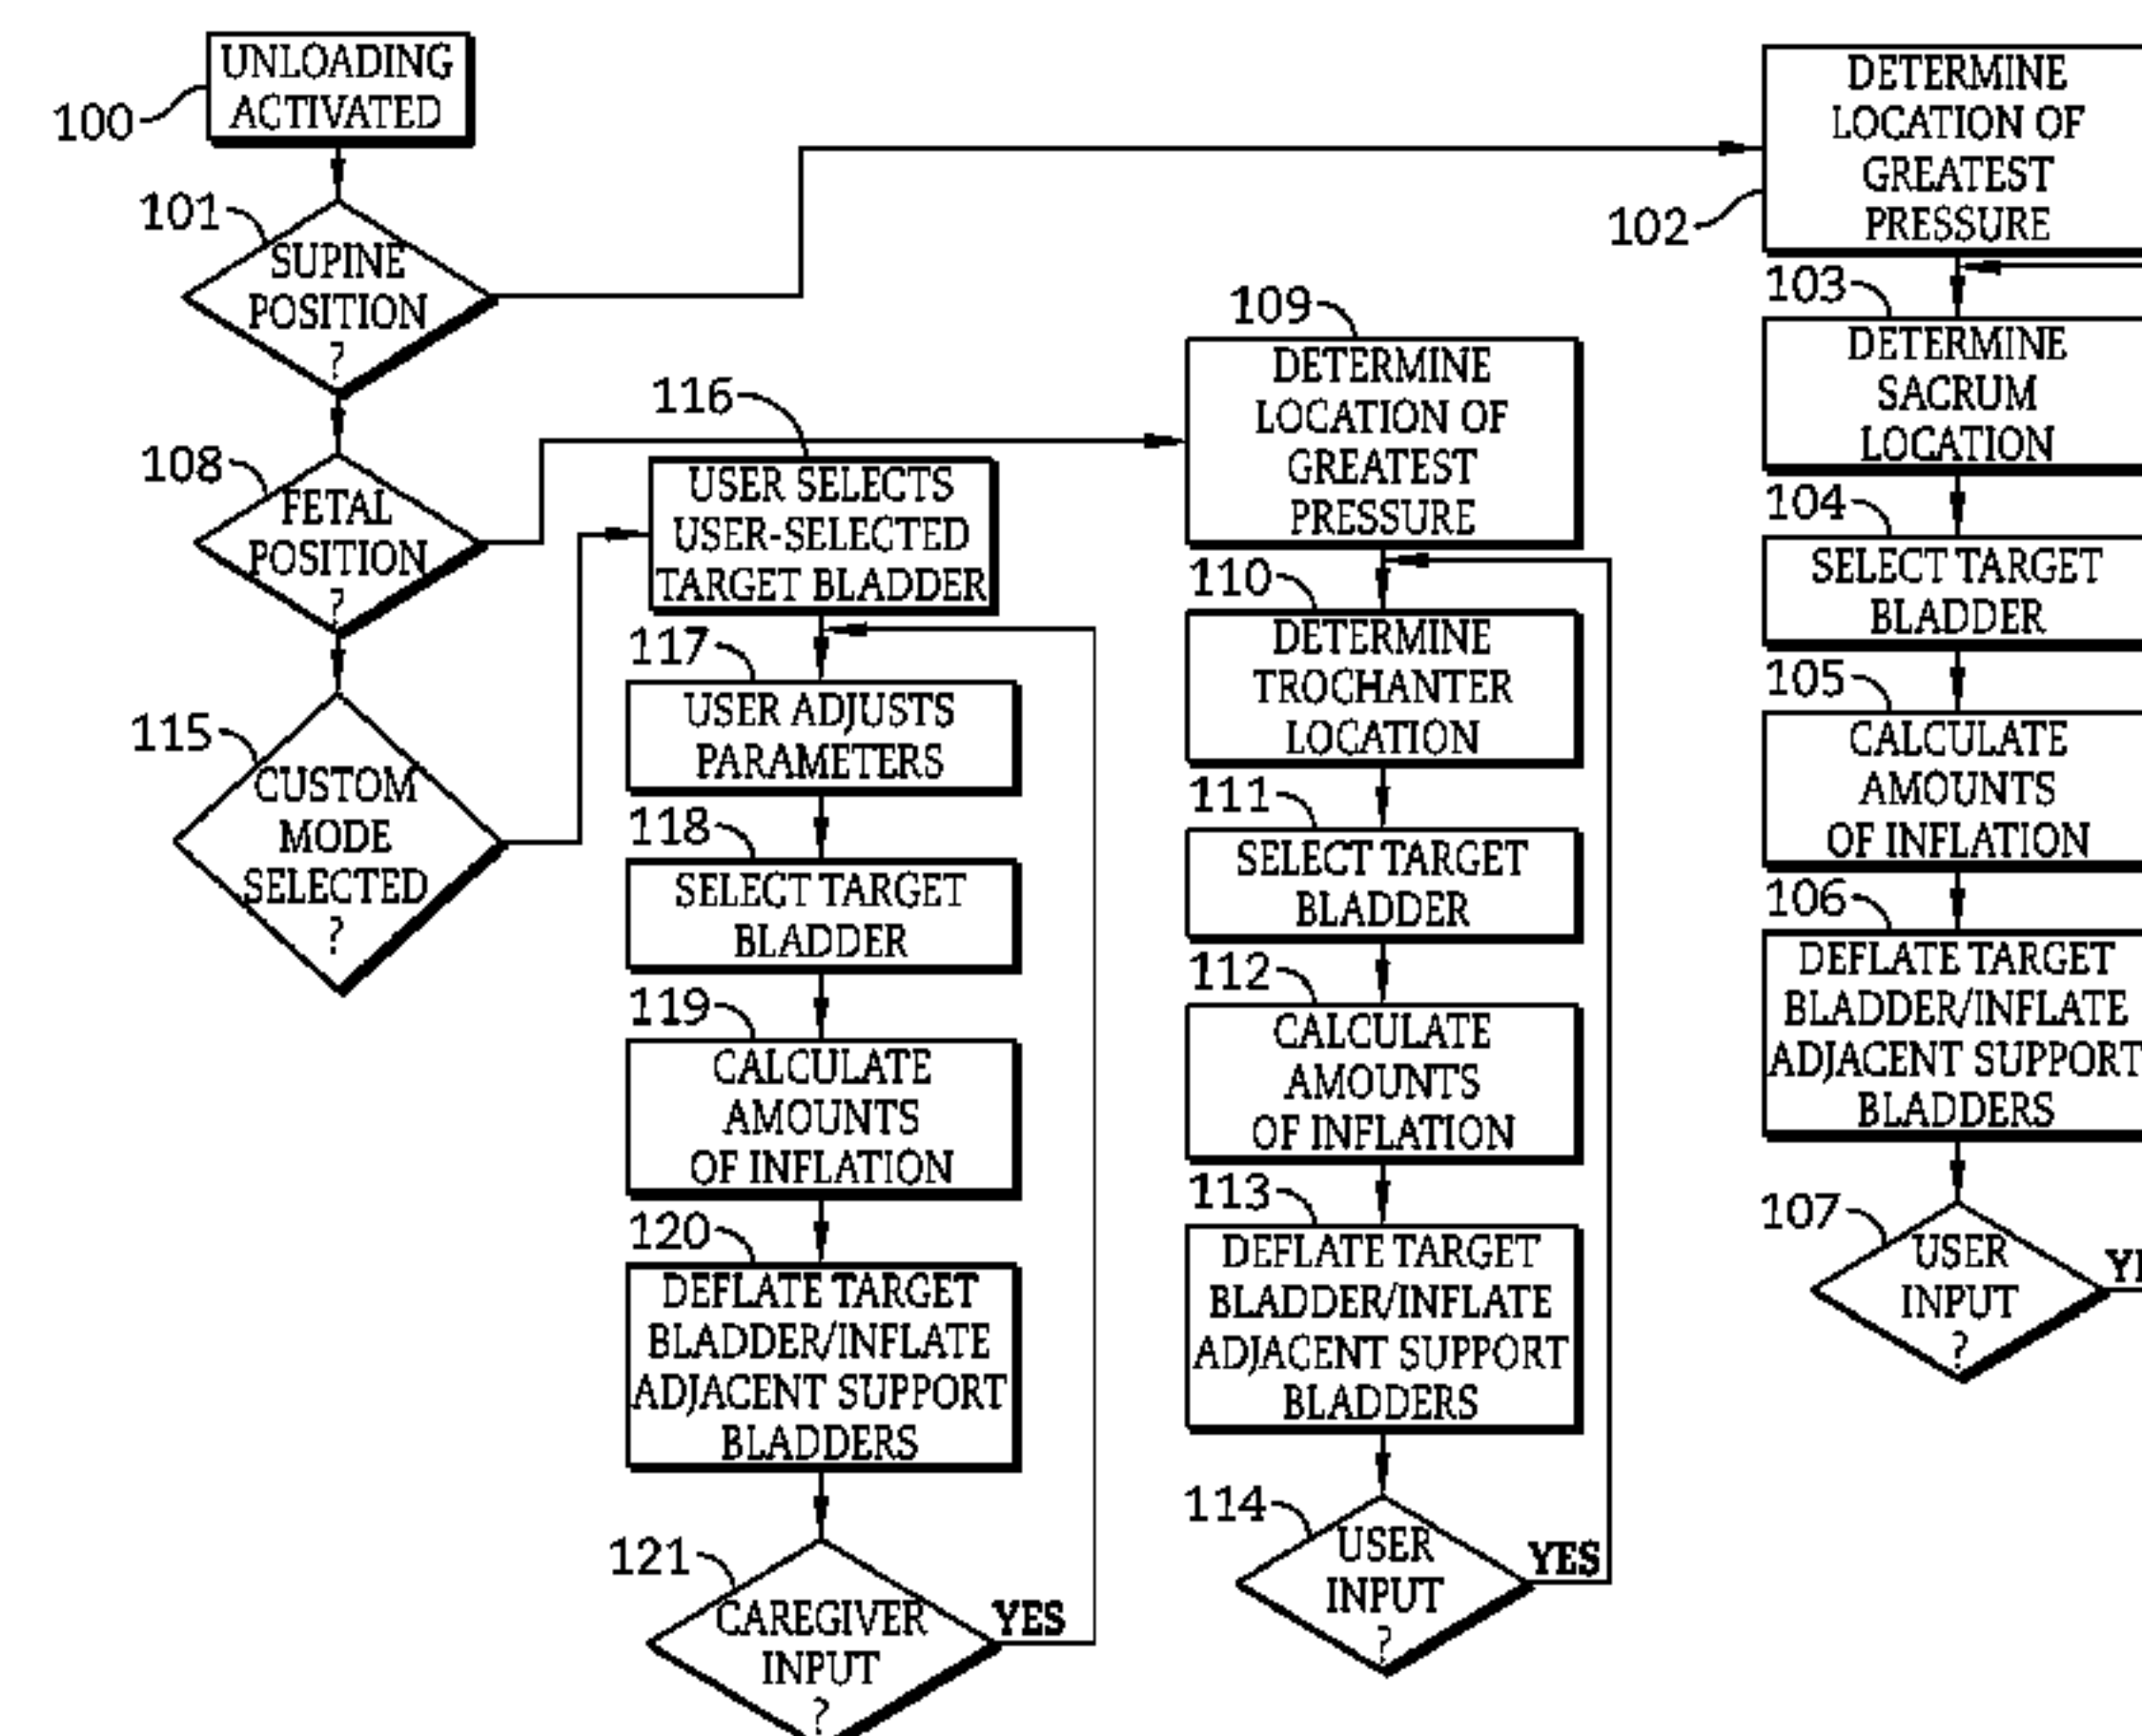 100
UNLOADING
ACTIVATED
101
SUPINE
POSITION
?
108
FETAL
POSITION
?
115
CUSTOM
MODE
SELECTED
?
116
USER SELECTS
USER-SELECTED
TARGET BLADDER
117
USER ADJUSTS
PARAMETERS
118
SELECT TARGET
BLADDER
119
CALCULATE
AMOUNTS
OF INFLATION
120
DEFLATE TARGET
BLADDER/INFLATE
ADJACENT SUPPORT
BLADDERS
121
CAREGIVER
INPUT
?
YES
109
DETERMINE
LOCATION OF
GREATEST
PRESSURE
110
DETERMINE
TROCHANTER
LOCATION
111
SELECT TARGET
BLADDER
112
CALCULATE
AMOUNTS
OF INFLATION
113
DEFLATE TARGET
BLADDER/INFLATE
ADJACENT SUPPORT
BLADDERS
114
USER
INPUT
?
YES
102
DETERMINE
LOCATION OF
GREATEST
PRESSURE
103
DETERMINE
SACRUM
LOCATION
104
SELECT TARGET
BLADDER
105
CALCULATE
AMOUNTS
OF INFLATION
106
DEFLATE TARGET
BLADDER/INFLATE
ADJACENT SUPPORT
BLADDERS
107
USER
INPUT
?